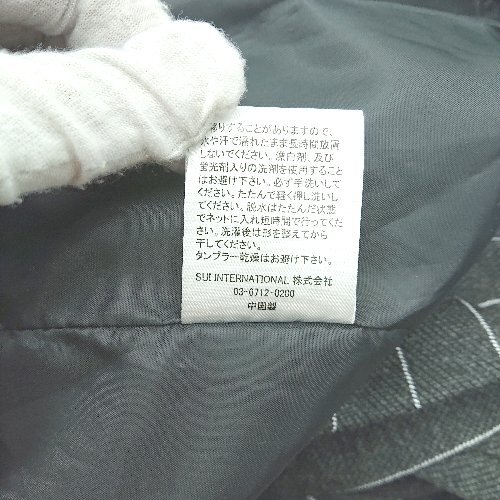 移りすることがありますので、
水や汗で濡れたまま長時間放置
しないでください。漂白剤、及び
蛍光剤入りの洗剤を使用すること
はお避け下さい。必ず手洗いして
ください。たたんで軽く押し洗いし
てください。脱水はたたんだ状態
でネットに入れ短時間で行ってくだ
さい。洗濯後は形を整えてから
干してください。
タンブラー乾燥はお避け下さい。
SUI INTERNATIONAL 株式会社
03-6712-0200
中国製